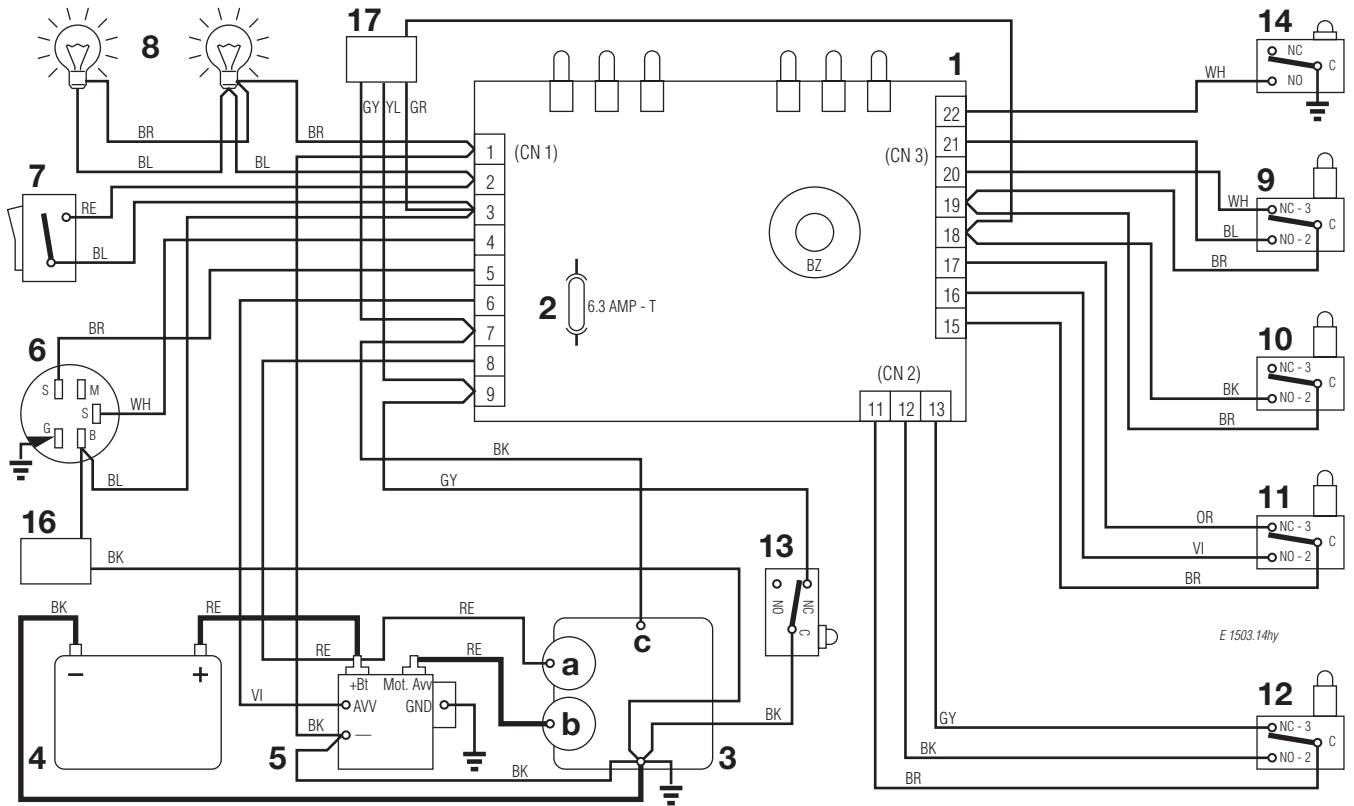 8
17
1
14
NC
C
NO
WH
GY
YL
GR
BR
BR
BL
BL
7
RE
BL
1
(CN 1)
2
3
4
5
6
7
8
9
22
21
(CN 3)
20
19
18
17
16
15
BZ
2
6.3 AMP - T
(CN 2)
11
12
13
9
WH
NC - 3
C
BL
NO - 2
BR
10
NC - 3
C
BK
NO - 2
BR
6
BR
S
M
S
WH
G
B
BL
BK
GY
11
OR
NC - 3
C
VI
NO - 2
BR
16
BK
13
NO
NC
C
BK
RE
RE
RE
RE
c
a
b
E 1503.14hy
−
+
+Bt
Mot. Avv
AVV
GND
VI
BK
—
BK
BK
4
5
3
12
GY
NC - 3
C
BK
NO - 2
BR